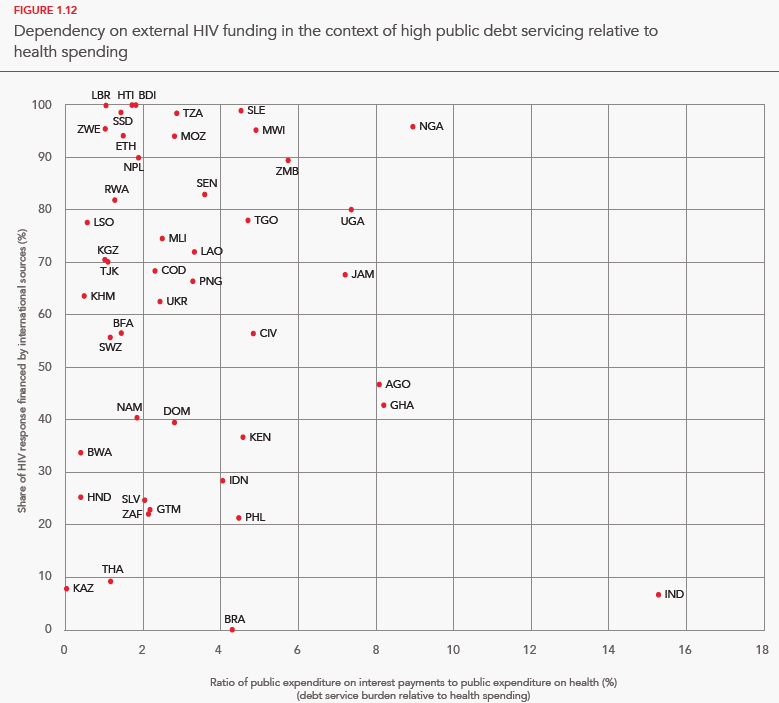 FIGURE 1.12
Dependency on external HIV funding in the context of high public debt servicing relative to
health spending
Share of HIV response financed by international sources (%)
100
90
80
70
60
50
40
30
20
10
0
LBR
HTI
BDI
SSD
TZA
SLE
ZWE
ETH
MOZ
MWI
NGA
NPL
ZMB
RWA
SEN
LSO
TGO
UGA
MLI
KGZ
LAO
TJK
COD
PNG
JAM
KHM
UKR
BFA
SWZ
CIV
AGO
NAM
DOM
GHA
KEN
BWA
IDN
HND
SLV
GTM
ZAF
PHL
THA
KAZ
IND
BRA
0
2
4
6
8
10
12
14
16
18
Ratio of public expenditure on interest payments to public expenditure on health (%)
(debt service burden relative to health spending)